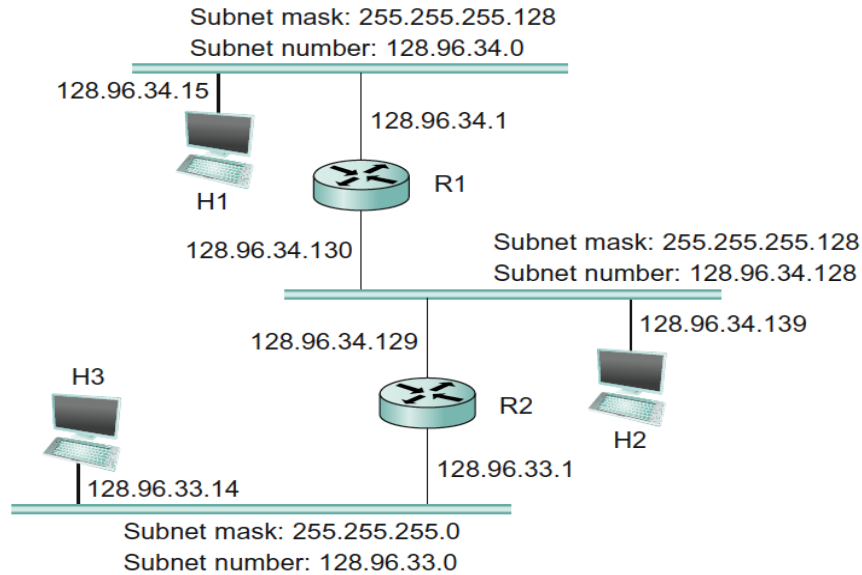 Subnet mask: 255.255.255.128
Subnet number: 128.96.34.0
128.96.34.15
128.96.34.1
H1
R1
128.96.34.130
Subnet mask: 255.255.255.128
Subnet number: 128.96.34.128
128.96.34.139
128.96.34.129
H3
R2
H2
128.96.33.1
128.96.33.14
Subnet mask: 255.255.255.0
Subnet number: 128.96.33.0